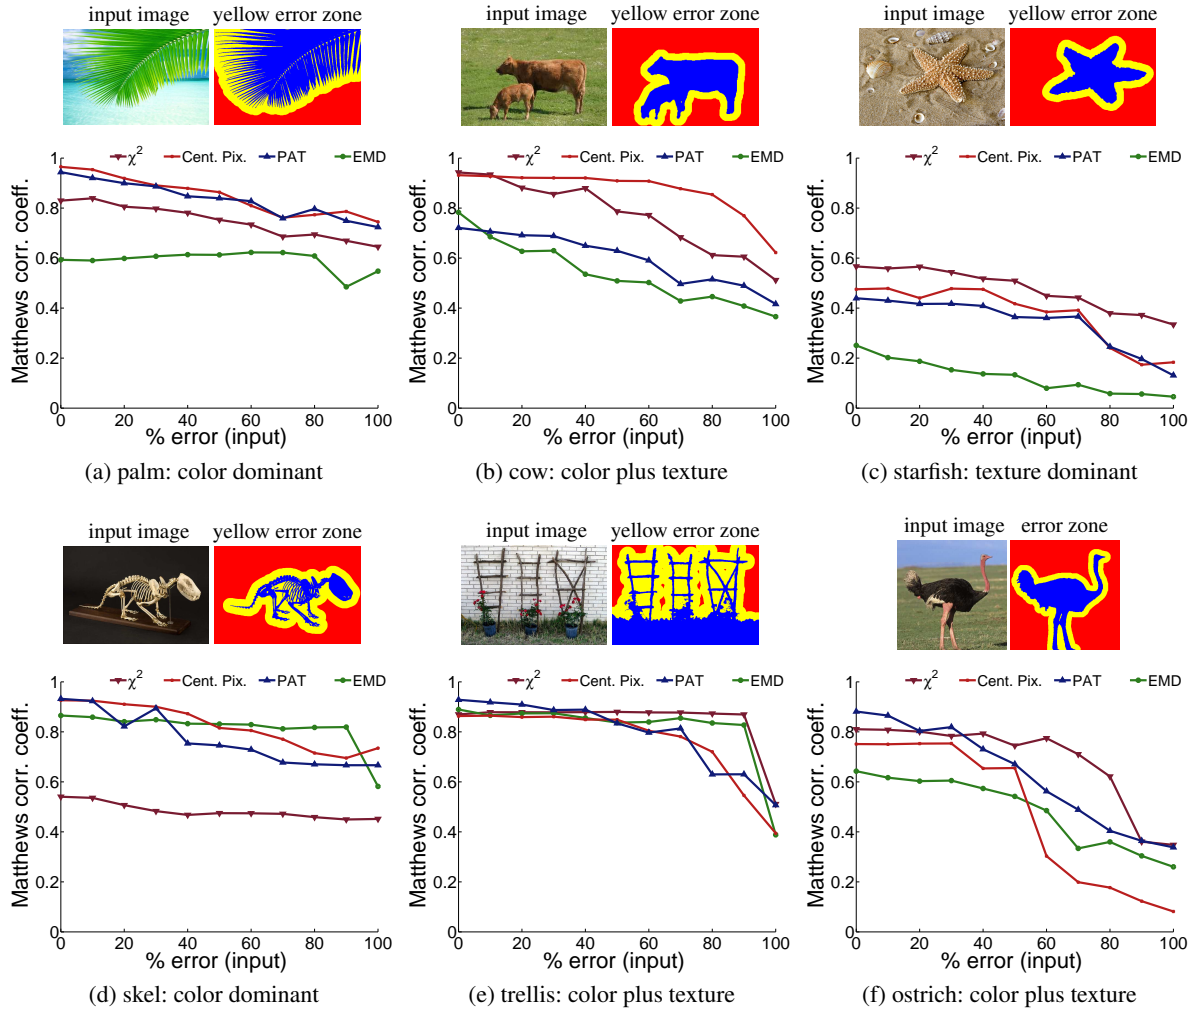 input image yellow error zone
input image yellow error zone
input image yellow error zone
χ² Cent. Pix. PAT EMD
1
0.8
0.6
0.4
0.2
0
Matthews corr. coeff.
0 20 40 60 80 100
% error (input)
(a) palm: color dominant
χ² Cent. Pix. PAT EMD
1
0.8
0.6
0.4
0.2
0
Matthews corr. coeff.
0 20 40 60 80 100
% error (input)
(b) cow: color plus texture
χ² Cent. Pix. PAT EMD
1
0.8
0.6
0.4
0.2
0
Matthews corr. coeff.
0 20 40 60 80 100
% error (input)
(c) starfish: texture dominant
input image yellow error zone
input image yellow error zone
input image error zone
χ² Cent. Pix. PAT EMD
1
0.8
0.6
0.4
0.2
0
Matthews corr. coeff.
0 20 40 60 80 100
% error (input)
(d) skel: color dominant
χ² Cent. Pix. PAT EMD
1
0.8
0.6
0.4
0.2
0
Matthews corr. coeff.
0 20 40 60 80 100
% error (input)
(e) trellis: color plus texture
χ² Cent. Pix. PAT EMD
1
0.8
0.6
0.4
0.2
0
Matthews corr. coeff.
0 20 40 60 80 100
% error (input)
(f) ostrich: color plus texture